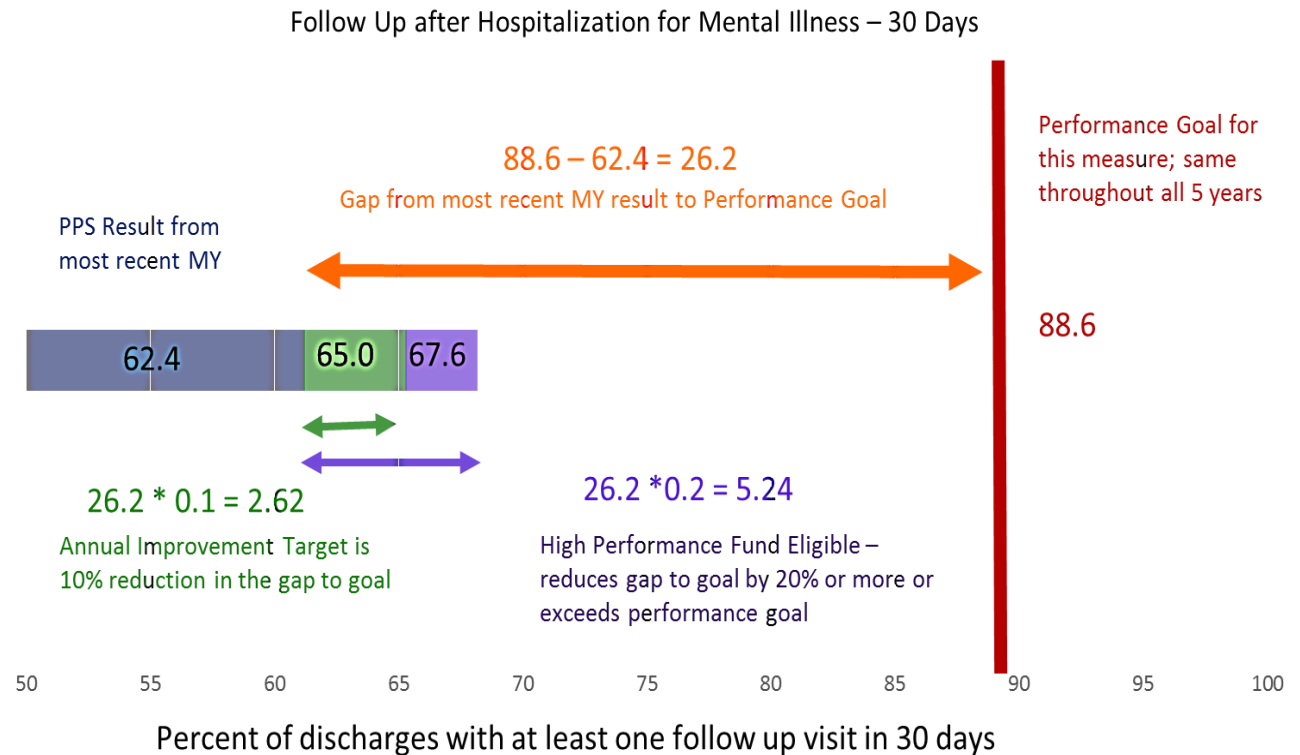 Follow Up after Hospitalization for Mental Illness – 30 Days
88.6 – 62.4 = 26.2
Gap from most recent MY result to Performance Goal
Performance Goal for
this measure; same
throughout all 5 years
88.6
PPS Result from
most recent MY
62.4
65.0
67.6
26.2 * 0.1 = 2.62
Annual Improvement Target is
10% reduction in the gap to goal
26.2 *0.2 = 5.24
High Performance Fund Eligible –
reduces gap to goal by 20% or more or
exceeds performance goal
50 55 60 65 70 75 80 85 90 95 100
Percent of discharges with at least one follow up visit in 30 days